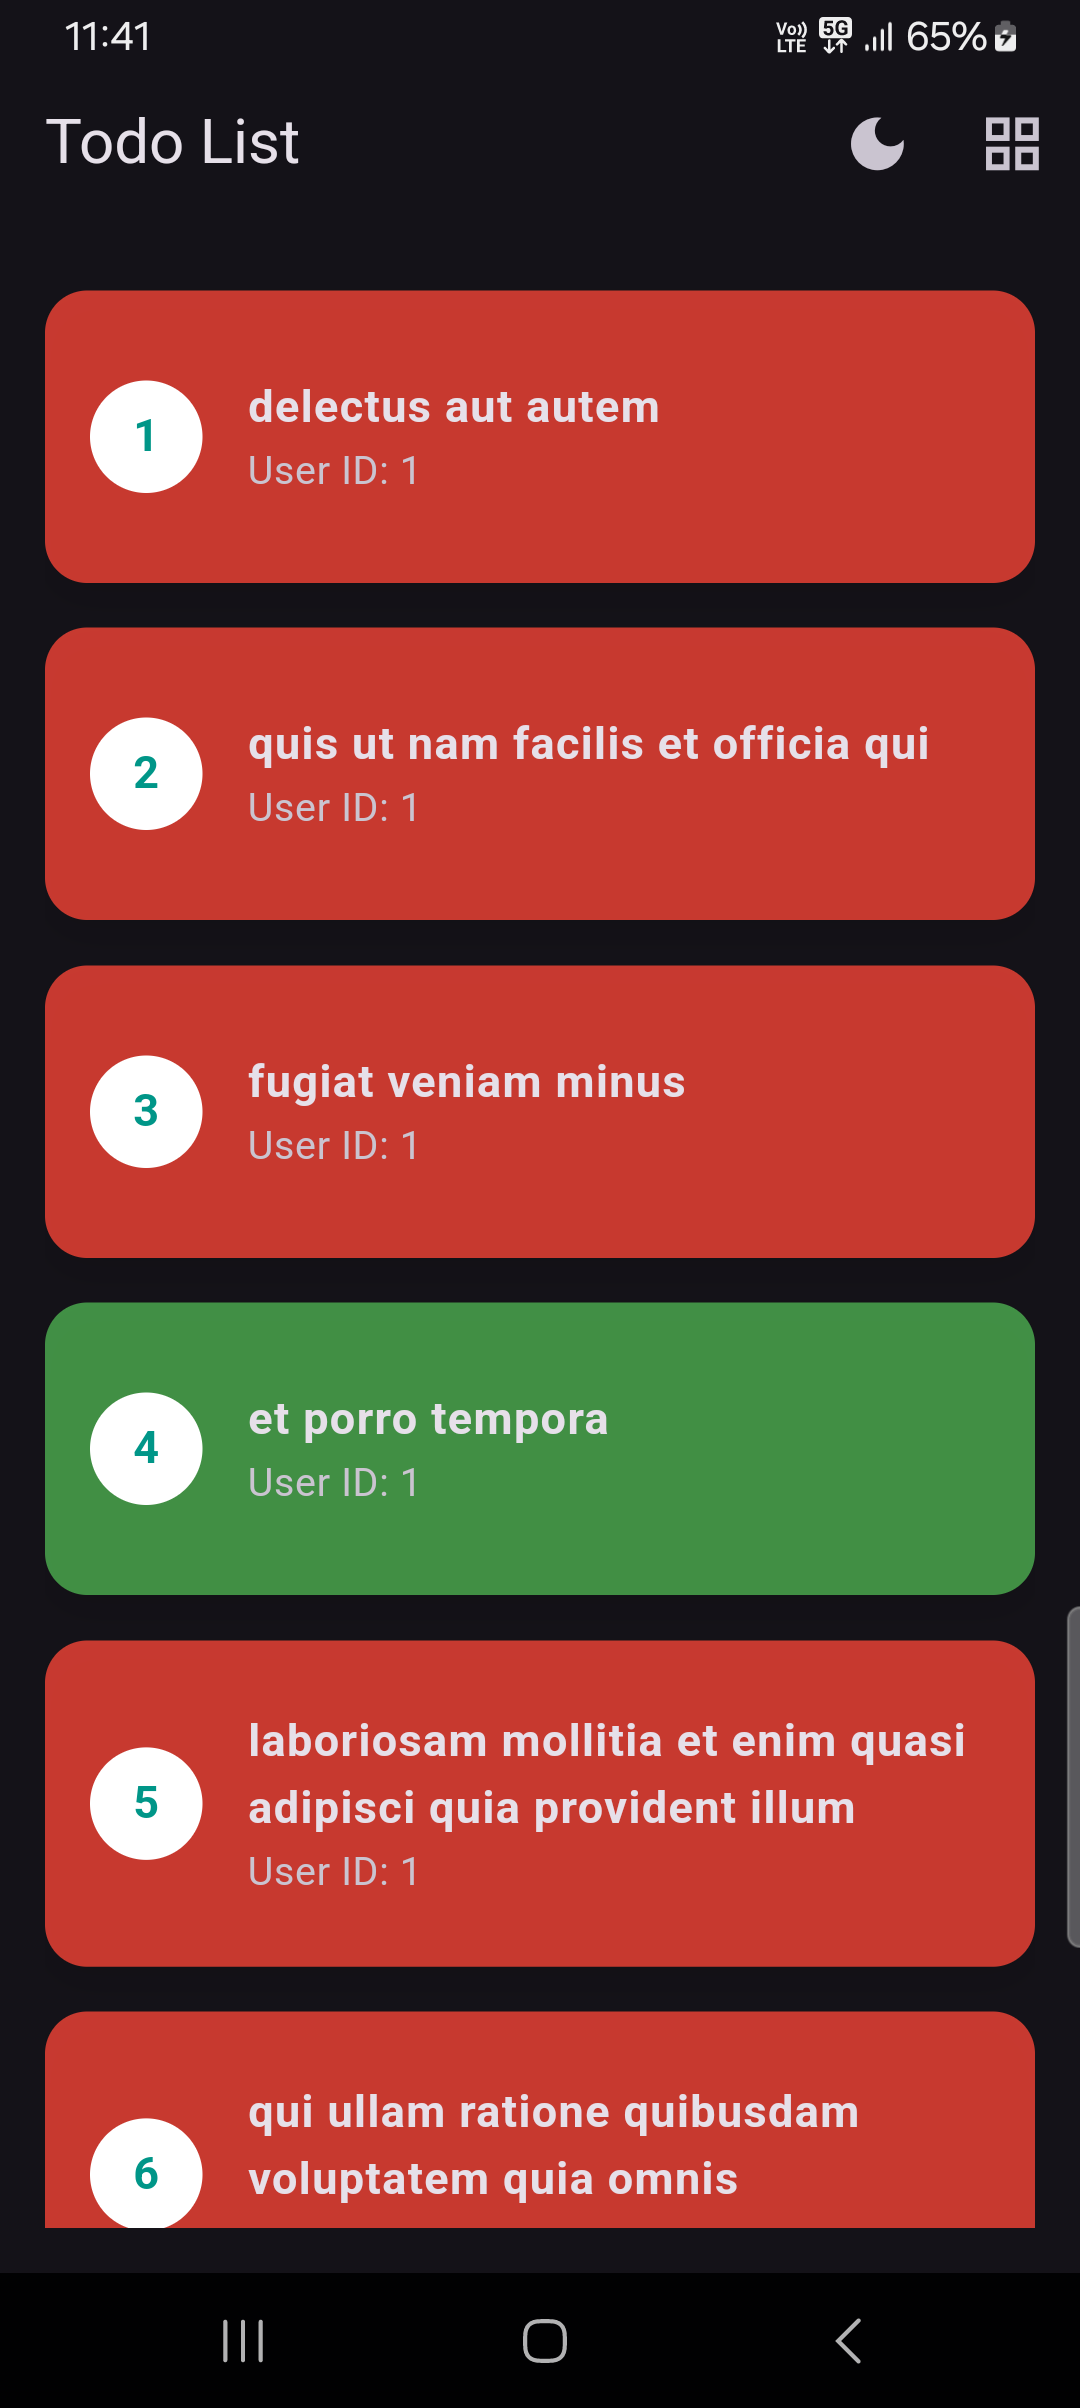 11:41
Vo)) LTE 5G 65%
Todo List
1
delectus aut autem
User ID: 1
2
quis ut nam facilis et officia qui
User ID: 1
3
fugiat veniam minus
User ID: 1
4
et porro tempora
User ID: 1
5
laboriosam mollitia et enim quasi
adipisci quia provident illum
User ID: 1
6
qui ullam ratione quibusdam
voluptatem quia omnis